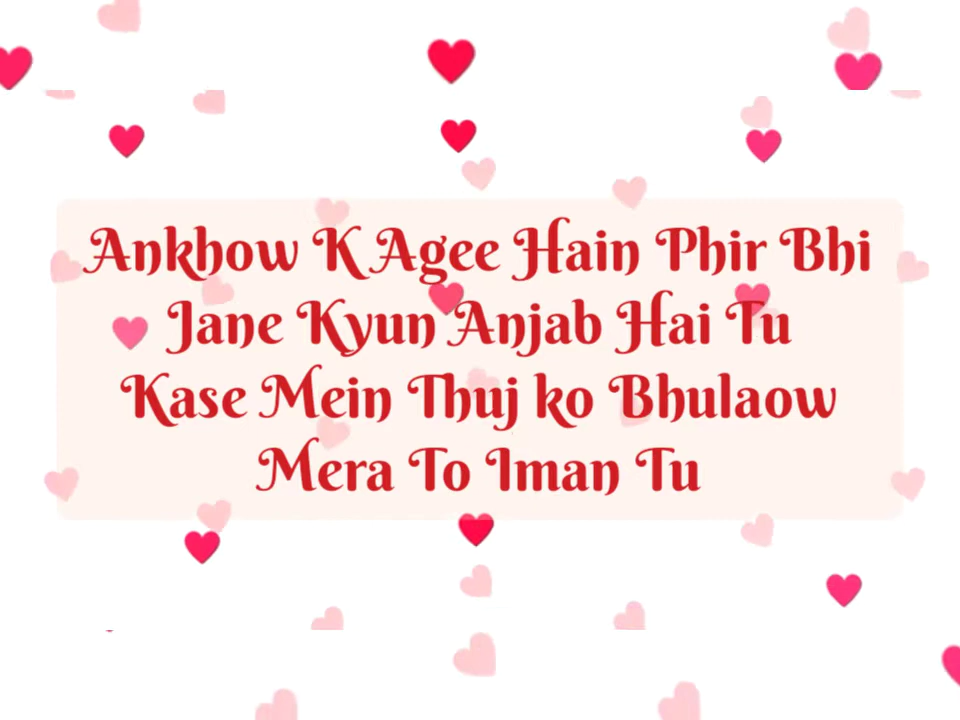 Ankhow K Agee Hain Phir Bhi
Jane Kyun Anjab Hai Tu
Kase Mein Thuj ko Bhulaow
Mera To Iman Tu